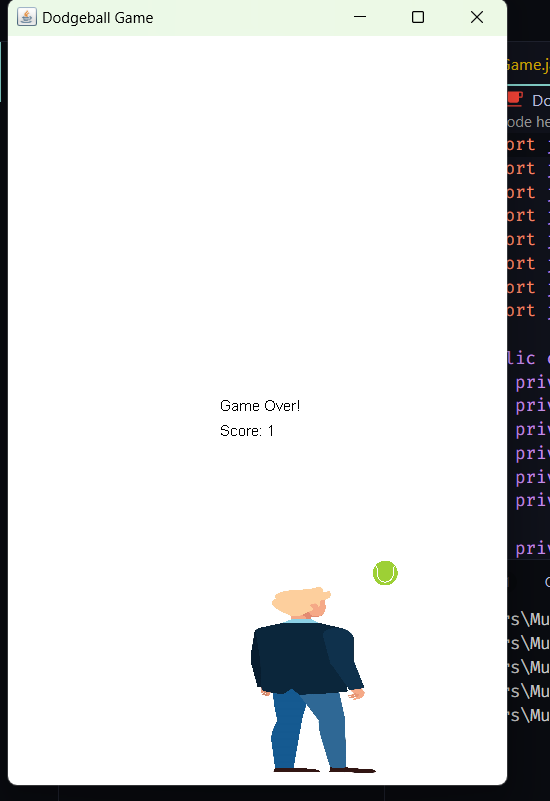 Dodgeball Game
Game.j
Do
ode he
ort j
ort j
ort j
ort j
ort j
ort j
ort j
ort j
lic
priv
priv
priv
priv
priv
priv
Game Over!
Score: 1
priv
rs\Mu
rs\Mu
rs\Mu
rs\Mu
rs\Mu